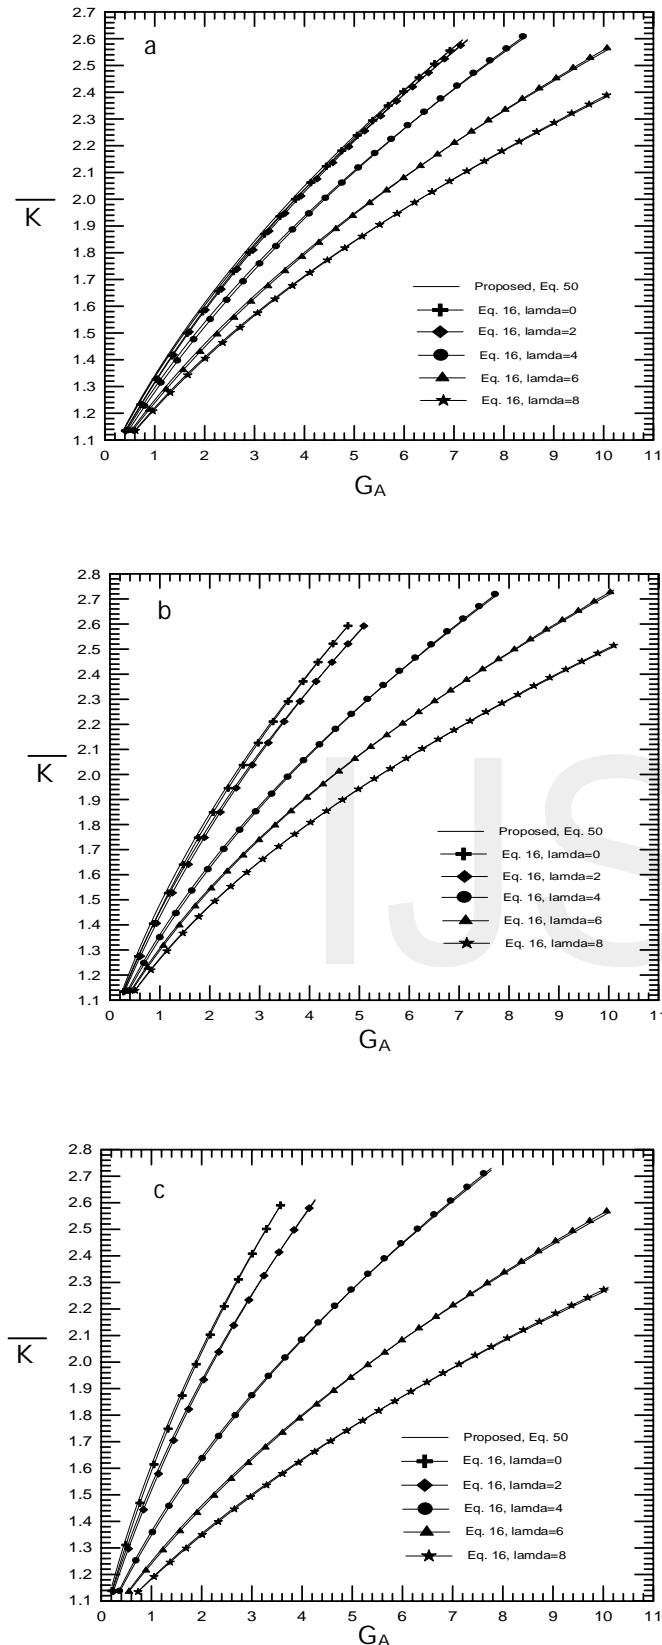 2.7
a
2.6
2.5
2.4
2.3
2.2
2.1
2.0
K
1.9
1.8
1.7
Proposed, Eq. 50
1.6
Eq. 16, lamda=0
1.5
Eq. 16, lamda=2
1.4
Eq. 16, lamda=4
1.3
Eq. 16, lamda=6
1.2
Eq. 16, lamda=8
1.1
0 1 2 3 4 5 6 7 8 9 10 11
GA
2.8
b
2.7
2.6
2.5
2.4
2.3
2.2
2.1
2.0
K
1.9
1.8
IJS
Proposed, Eq. 50
1.7
Eq. 16, lamda=0
1.6
Eq. 16, lamda=2
1.5
Eq. 16, lamda=4
1.4
Eq. 16, lamda=6
1.3
Eq. 16, lamda=8
1.2
1.1
0 1 2 3 4 5 6 7 8 9 10 11
GA
2.8
c
2.7
2.6
2.5
2.4
2.3
2.2
2.1
2.0
K
1.9
1.8
1.7
Proposed, Eq. 50
1.6
Eq. 16, lamda=0
1.5
Eq. 16, lamda=2
1.4
Eq. 16, lamda=4
1.3
Eq. 16, lamda=6
1.2
Eq. 16, lamda=8
1.1
0 1 2 3 4 5 6 7 8 9 10 11
GA